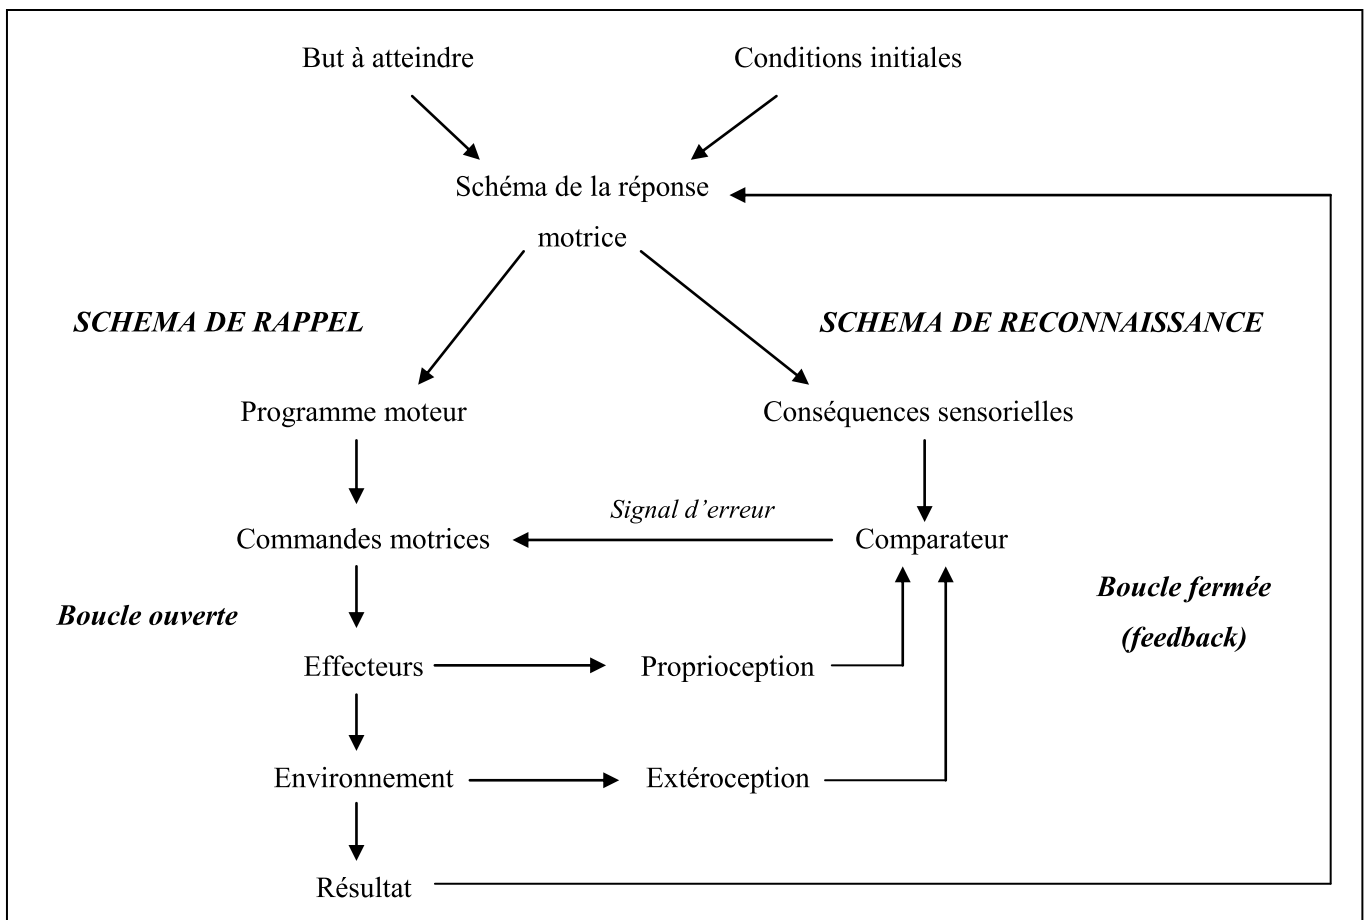 But à atteindre
Conditions initiales
Schéma de la réponse
motrice
SCHEMA DE RAPPEL
SCHEMA DE RECONNAISSANCE
Programme moteur
Conséquences sensorielles
Signal d’erreur
Commandes motrices
Comparateur
Boucle ouverte
Boucle fermée
(feedback)
Effecteurs
Proprioception
Environnement
Extéroception
Résultat